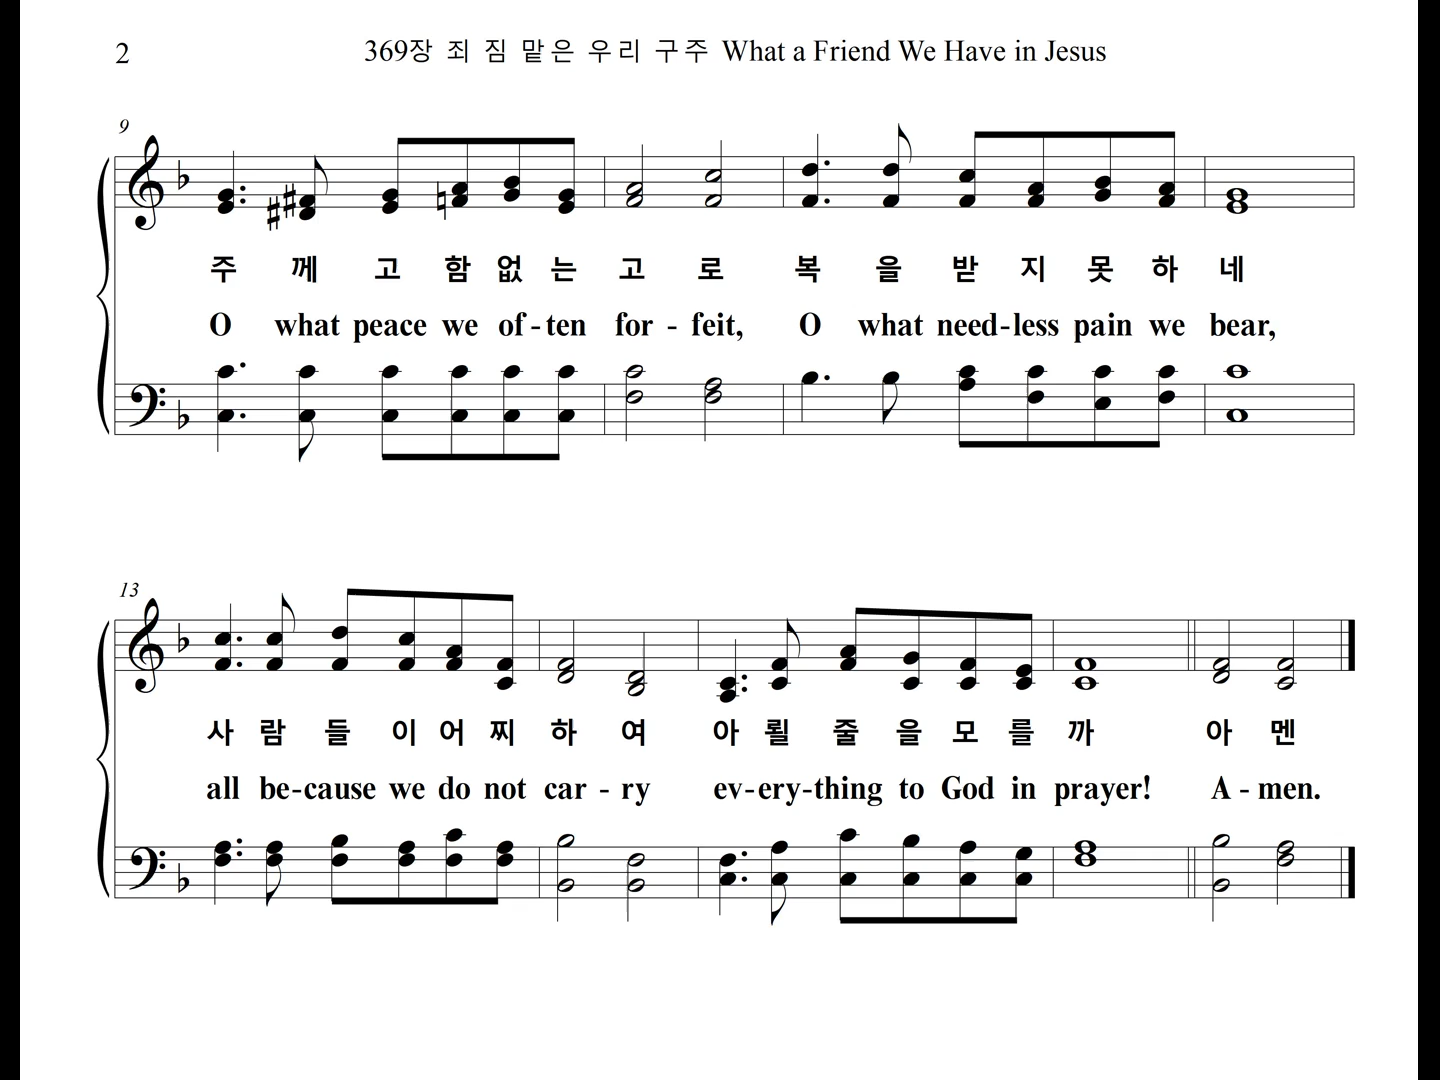 2
369장 죄 짐 맡은 우리 구주 What a Friend We Have in Jesus
9
주 께 고 함 없 는 고 로 복 을 받 지 못 하 네
O what peace we of - ten for - feit, O what need - less pain we bear,
13
사 람 들 이 어 찌 하 여 아 뢸 줄 을 모 를 까 아 멘
all be - cause we do not car - ry ev - ery - thing to God in prayer! A - men.